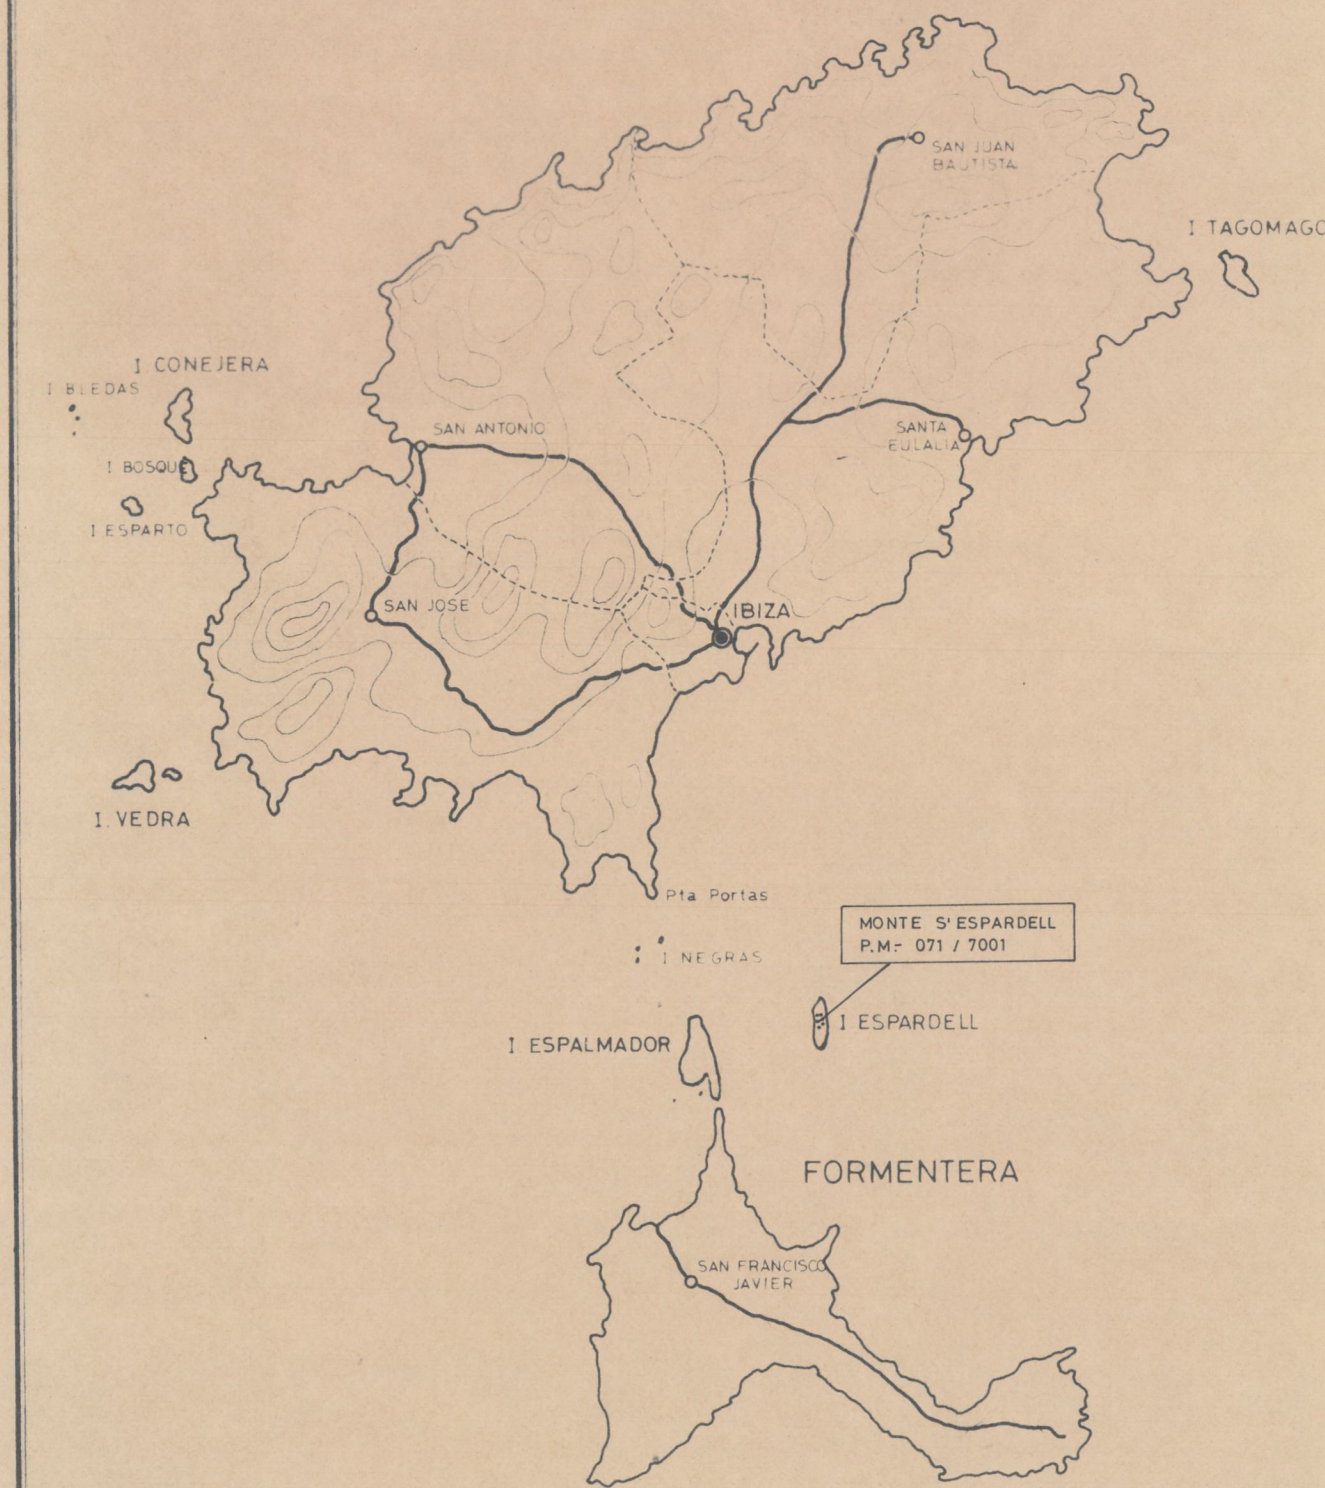 SAN JUAN
BAUTISTA
I TAGOMAGO
I CONEJERA
I BLEDAS
SAN ANTONIO
SANTA
EULALIA
I BOSQUE
I ESPARTO
SAN JOSE
IBIZA
I. VEDRA
Pta Portas
MONTE S'ESPARDELL
P.M.- 071 / 7001
I NEGRAS
I ESPARDELL
I ESPALMADOR
FORMENTERA
SAN FRANCISCO
JAVIER